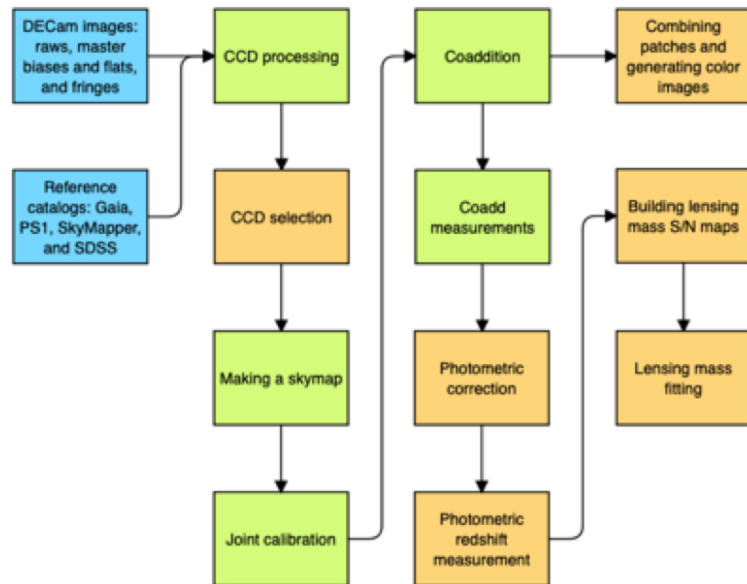 DECam images:
raws, master
biases and flats,
and fringes
CCD processing
Coaddition
Combining
patches and
generating color
images
Reference
catalogs: Gaia,
PS1, SkyMapper,
and SDSS
CCD selection
Coadd
measurements
Building lensing
mass S/N maps
Making a skymap
Photometric
correction
Lensing mass
fitting
Joint calibration
Photometric
redshift
measurement